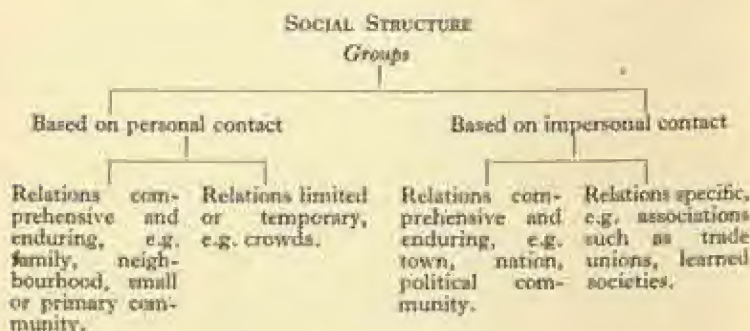 SOCIAL STRUCTURE
Groups
Based on personal contact
Based on impersonal contact
Relations com-
prehensive and
enduring, e.g.
family, neigh-
bourhood, small
or primary com-
munity.
Relations limited
or temporary,
e.g. crowds.
Relations com-
prehensive and
enduring, e.g.
town, nation,
political com-
munity.
Relations specific,
e.g. associations
such as trade
unions, learned
societies.